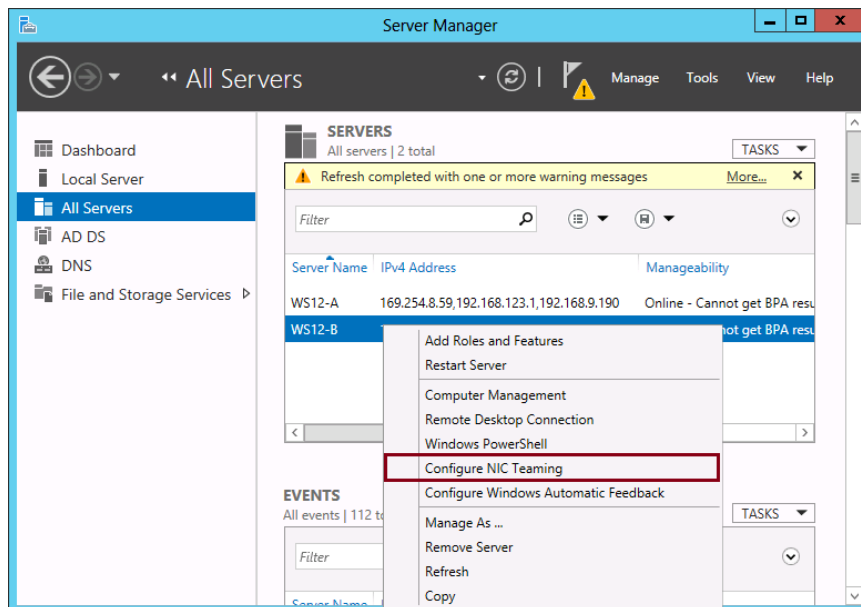 Server Manager
All Servers
Manage Tools View Help
Dashboard
Local Server
All Servers
AD DS
DNS
File and Storage Services
SERVERS
All servers | 2 total
TASKS
Refresh completed with one or more warning messages More...
Filter
Server Name IPv4 Address Manageability
WS12-A 169.254.8.59,192.168.123.1,192.168.9.190 Online - Cannot get BPA resu
WS12-B not get BPA resu
Add Roles and Features
Restart Server
Computer Management
Remote Desktop Connection
Windows PowerShell
Configure NIC Teaming
Configure Windows Automatic Feedback
Manage As ...
Remove Server
Refresh
Copy
EVENTS
All events | 112 to
TASKS
Filter
Server Name